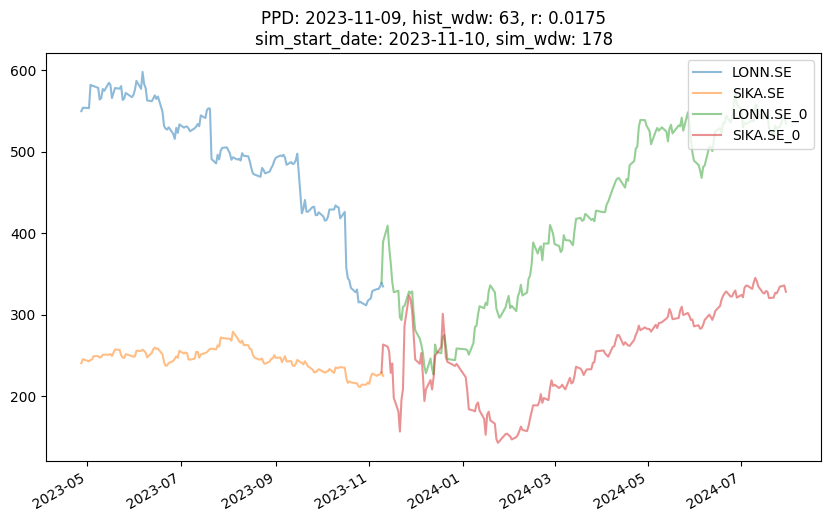 PPD: 2023-11-09, hist_wdw: 63, r: 0.0175
sim_start_date: 2023-11-10, sim_wdw: 178
LONN.SE
SIKA.SE
LONN.SE_0
SIKA.SE_0
600
500
400
300
200
2023-05
2023-07
2023-09
2023-11
2024-01
2024-03
2024-05
2024-07